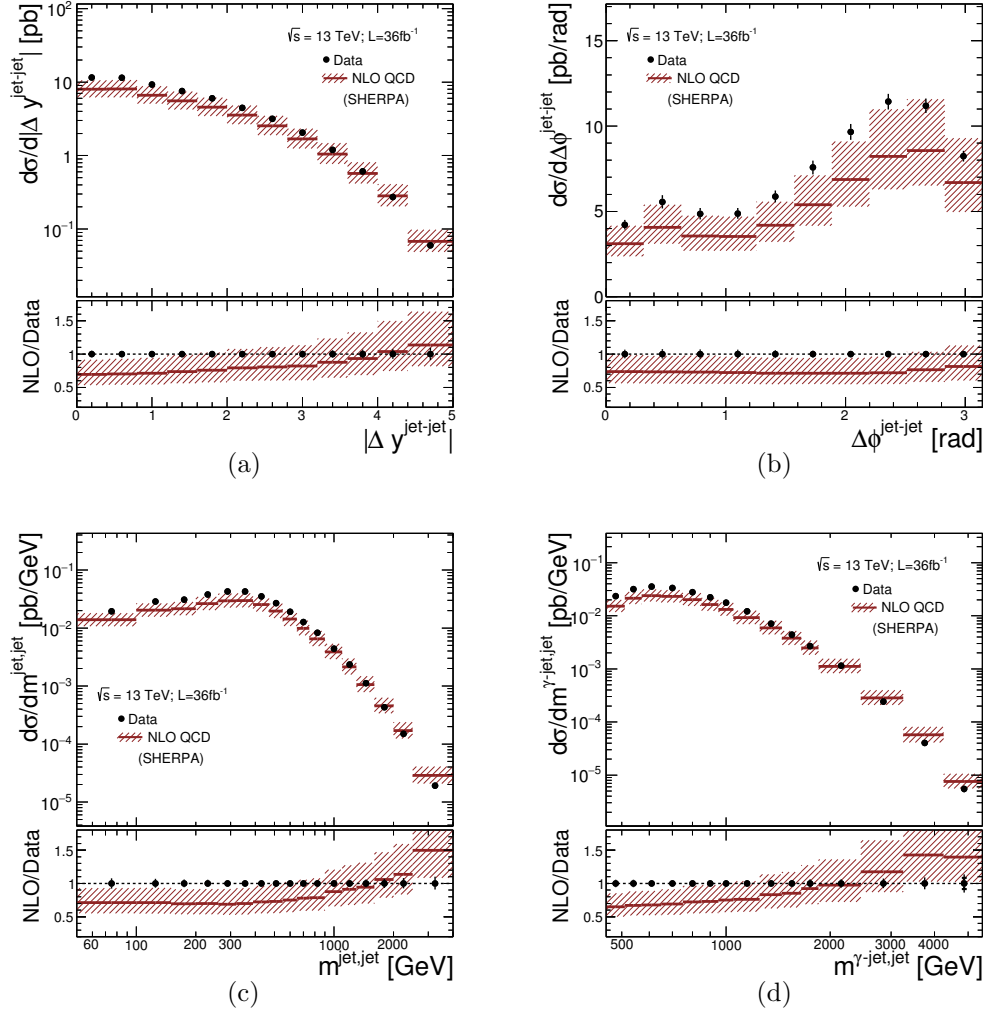 dσ/d|Δ y^jet-jet| [pb]
10²
10
1
10⁻¹
√s = 13 TeV; L=36fb⁻¹
Data
NLO QCD
(SHERPA)
NLO/Data
1.5
1
0.5
0 1 2 3 4 5
|Δ y^jet-jet|
(a)
dσ/dΔϕ^jet-jet [pb/rad]
15
10
5
0
√s = 13 TeV; L=36fb⁻¹
Data
NLO QCD
(SHERPA)
NLO/Data
1.5
1
0.5
0 1 2 3
Δϕ^jet-jet [rad]
(b)
dσ/dm^jet,jet [pb/GeV]
10⁻¹
10⁻²
10⁻³
10⁻⁴
10⁻⁵
√s = 13 TeV; L=36fb⁻¹
Data
NLO QCD
(SHERPA)
NLO/Data
1.5
1
0.5
60 100 200 300 1000 2000
m^jet,jet [GeV]
(c)
dσ/dm^γ-jet,jet [pb/GeV]
10⁻¹
10⁻²
10⁻³
10⁻⁴
10⁻⁵
√s = 13 TeV; L=36fb⁻¹
Data
NLO QCD
(SHERPA)
NLO/Data
1.5
1
0.5
500 1000 2000 3000 4000
m^γ-jet,jet [GeV]
(d)